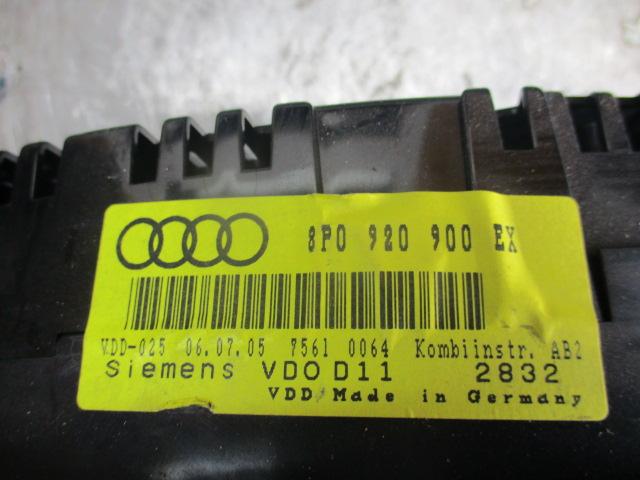 8P0 920 900 EX
VDD-025 06.07.05 7561 0064 Kombiinstr. AB2
Siemens VDO D11 2832
VDD Made in Germany